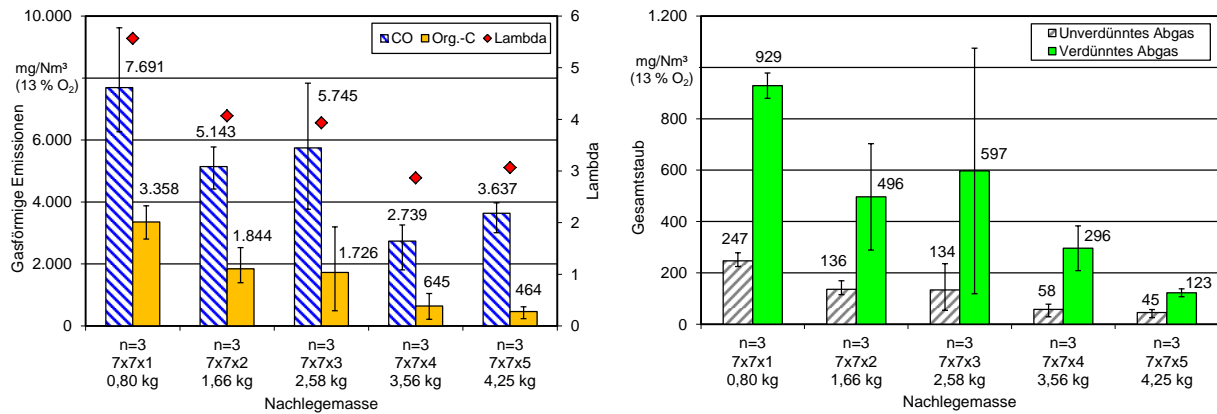 10.000
mg/Nm³
(13 % O₂)
6.000
4.000
2.000
0
Gasförmige Emissionen
CO Org.-C Lambda
7.691
3.358
5.143
1.844
5.745
1.726
2.739
645
3.637
464
6
5
4
3
2
1
0
Lambda
n=3 n=3 n=3 n=3 n=3
7x7x1 7x7x2 7x7x3 7x7x4 7x7x5
0,80 kg 1,66 kg 2,58 kg 3,56 kg 4,25 kg
Nachlegemasse
1.200
mg/Nm³
(13 % O₂)
800
600
400
200
0
Gesamtstaub
Unverdünntes Abgas
Verdünntes Abgas
247
929
136
496
134
597
58
296
45
123
n=3 n=3 n=3 n=3 n=3
7x7x1 7x7x2 7x7x3 7x7x4 7x7x5
0,80 kg 1,66 kg 2,58 kg 3,56 kg 4,25 kg
Nachlegemasse